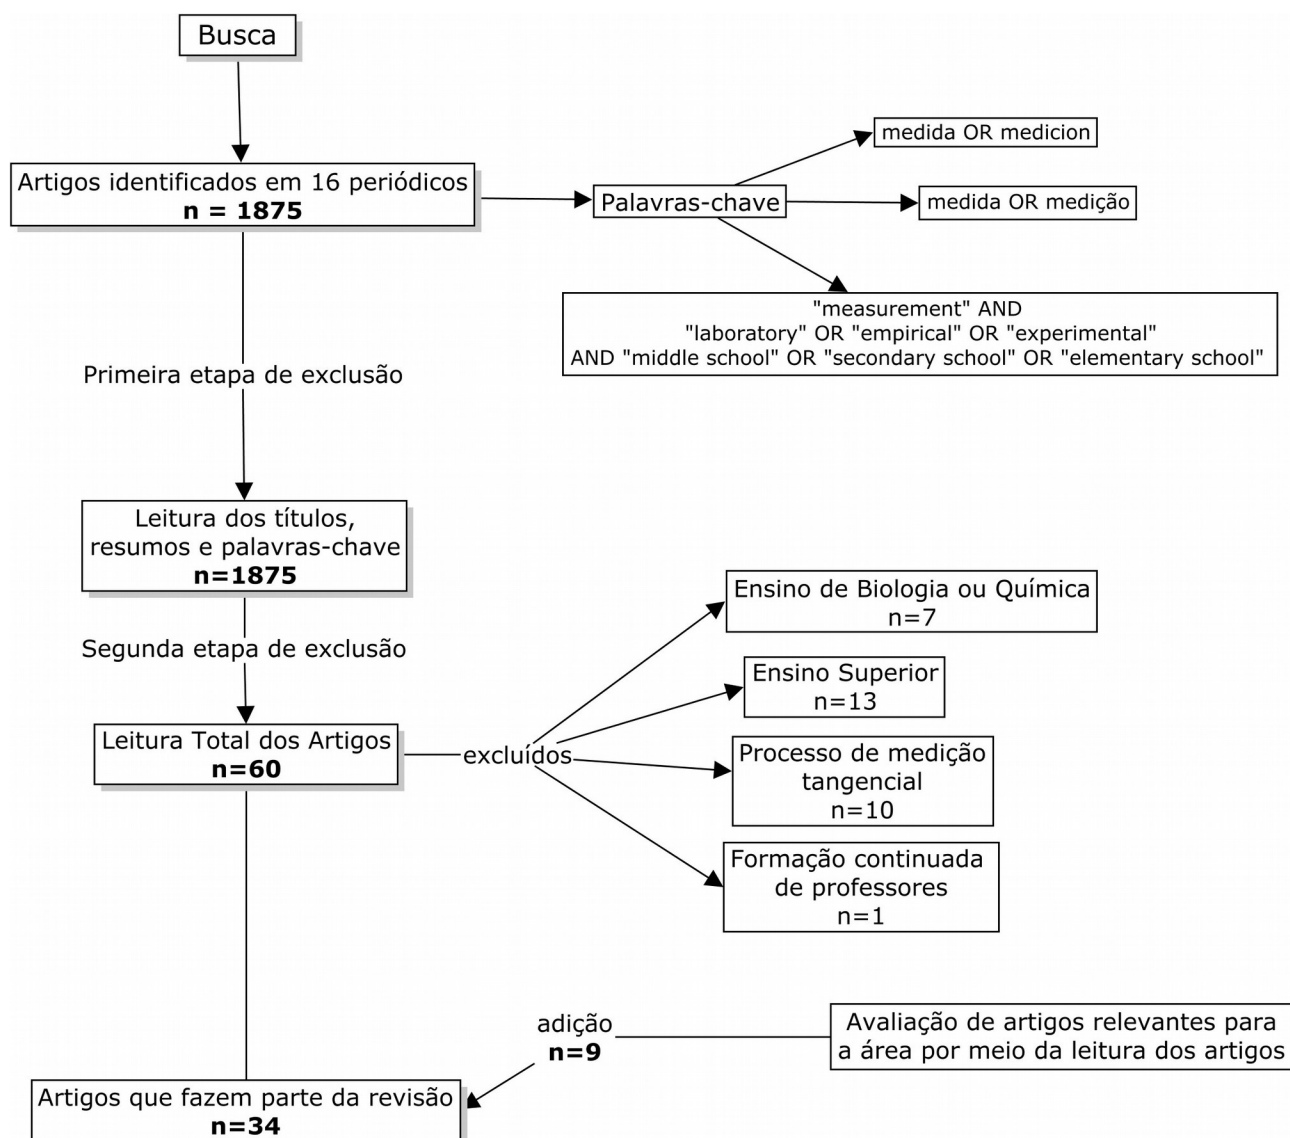 Busca
Artigos identificados em 16 periódicos
n = 1875
Palavras-chave
medida OR medicion
medida OR medição
"measurement" AND
"laboratory" OR "empirical" OR "experimental"
AND "middle school" OR "secondary school" OR "elementary school"
Primeira etapa de exclusão
Leitura dos títulos,
resumos e palavras-chave
n=1875
Segunda etapa de exclusão
Leitura Total dos Artigos
n=60
excluídos
Ensino de Biologia ou Química
n=7
Ensino Superior
n=13
Processo de medição
tangencial
n=10
Formação continuada
de professores
n=1
adição
n=9
Avaliação de artigos relevantes para
a área por meio da leitura dos artigos
Artigos que fazem parte da revisão
n=34